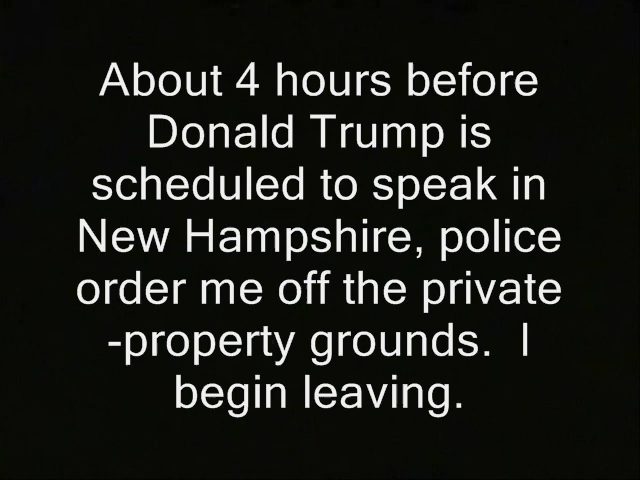 About 4 hours before
Donald Trump is
scheduled to speak in
New Hampshire, police
order me off the private
-property grounds.  I
begin leaving.